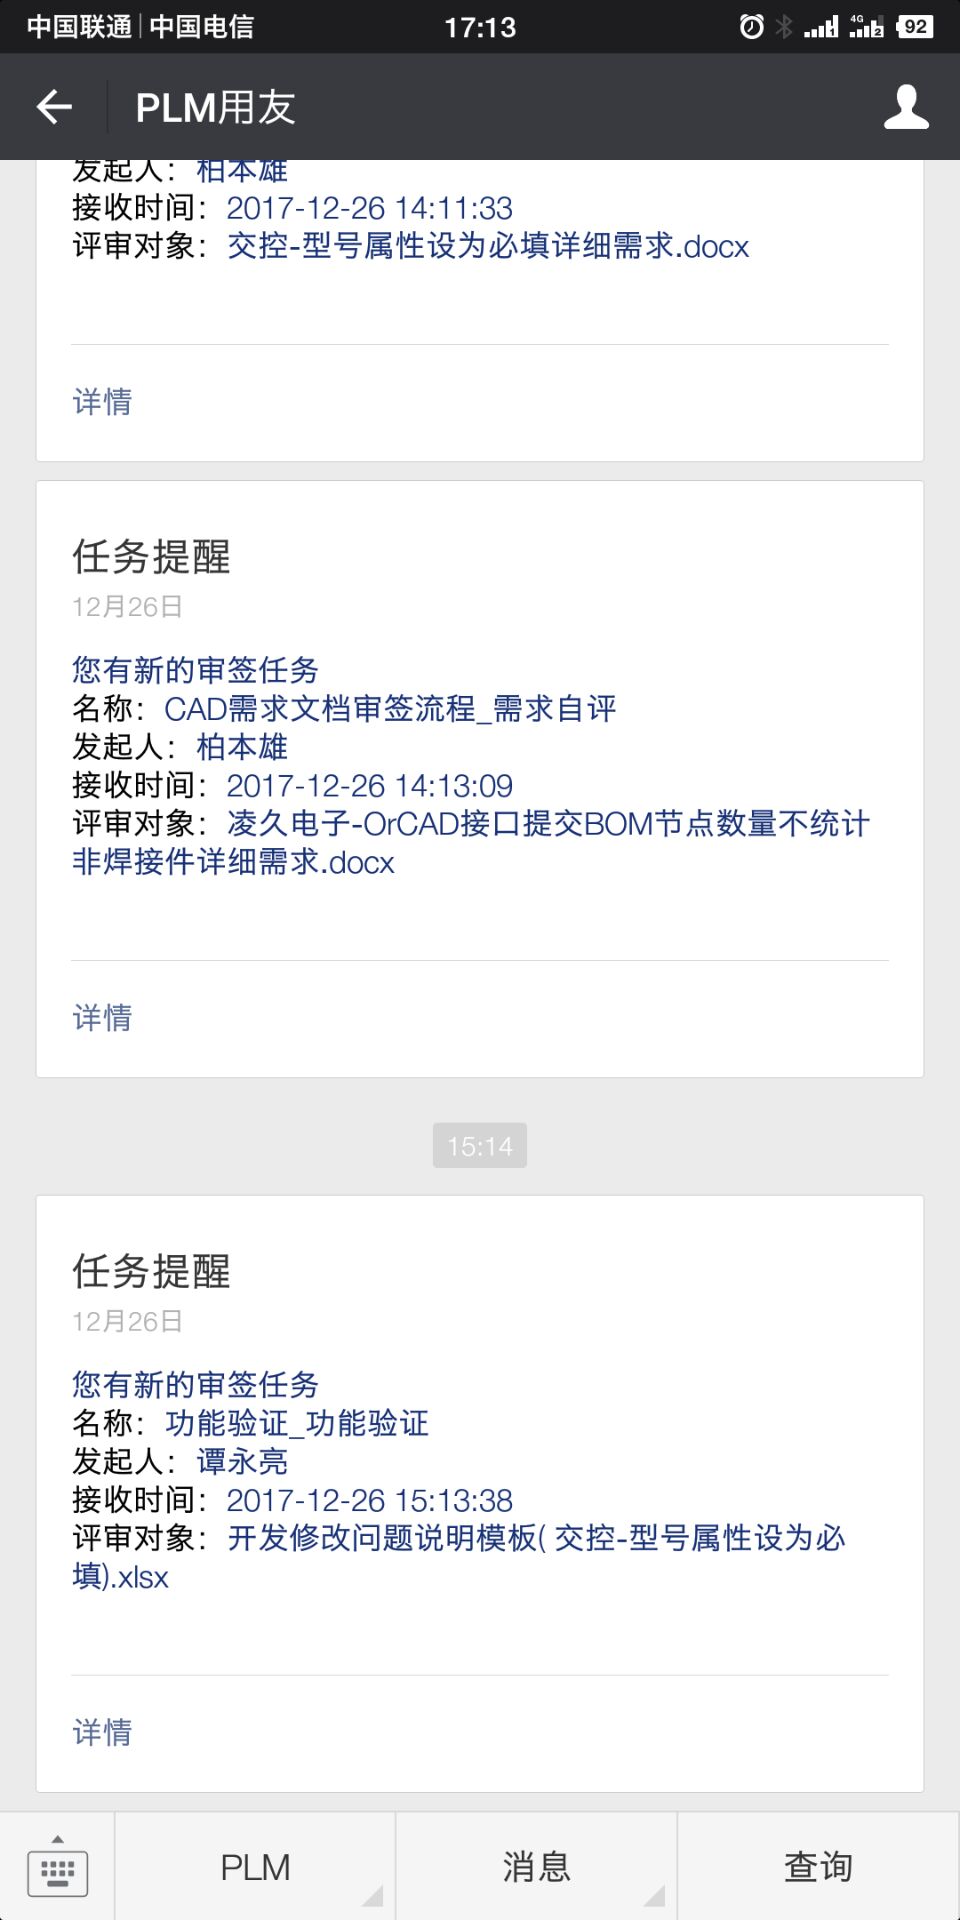 中国联通 | 中国电信 17:13 4G 1 2 92
PLM用友
发起人：柏本雄
接收时间：2017-12-26 14:11:33
评审对象：交控-型号属性设为必填详细需求.docx
详情
任务提醒
12月26日
您有新的审签任务
名称：CAD需求文档审签流程_需求自评
发起人：柏本雄
接收时间：2017-12-26 14:13:09
评审对象：凌久电子-OrCAD接口提交BOM节点数量不统计
非焊接件详细需求.docx
详情
15:14
任务提醒
12月26日
您有新的审签任务
名称：功能验证_功能验证
发起人：谭永亮
接收时间：2017-12-26 15:13:38
评审对象：开发修改问题说明模板( 交控-型号属性设为必
填).xlsx
详情
PLM 消息 查询